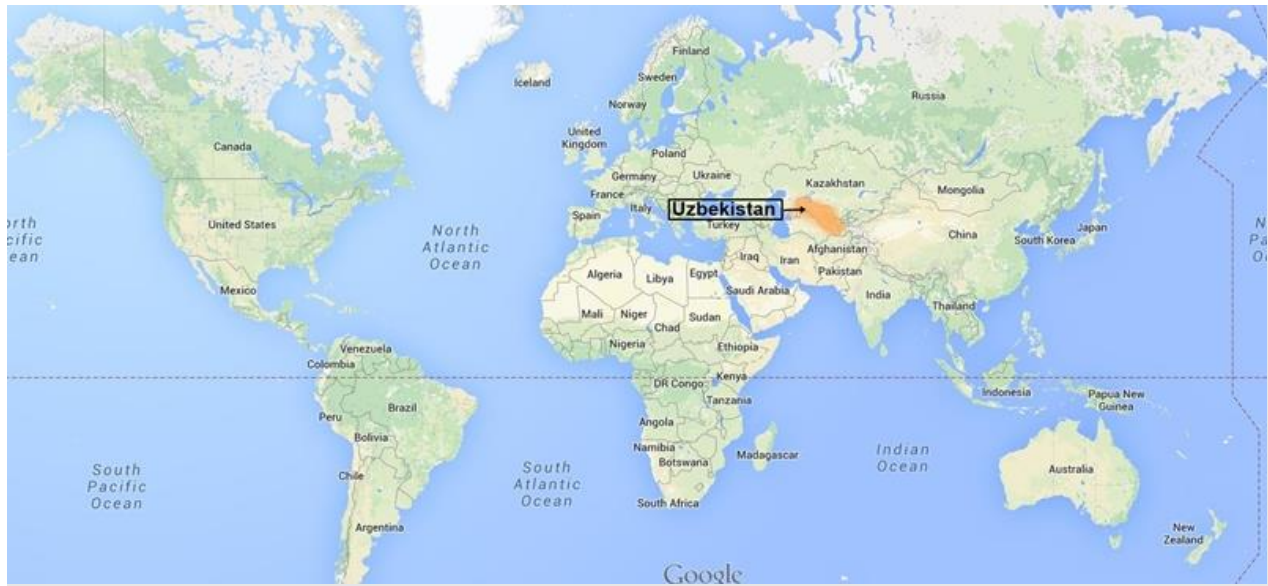 Finland
Iceland
Sweden
Russia
Norway
United
Kingdom
Canada
Poland
Germany
Ukraine
Kazakhstan
Mongolia
France
Uzbekistan
Italy
Spain
United States
Turkey
North
Atlantic
Ocean
China
Japan
South Korea
Afghanistan
Iraq
Iran
Pakistan
Algeria
Libya
Egypt
Saudi Arabia
India
Mexico
Thailand
Mali
Niger
Chad
Sudan
Nigeria
Ethiopia
Venezuela
Colombia
DR Congo
Kenya
Tanzania
Indonesia
Papua New
Guinea
Brazil
Peru
Angola
Bolivia
Namibia
Botswana
Madagascar
Indian
Ocean
South
Pacific
Ocean
Chile
South
Atlantic
Ocean
Australia
South Africa
Argentina
New
Zealand
Google
orth
cific
ean
N
Pa
O